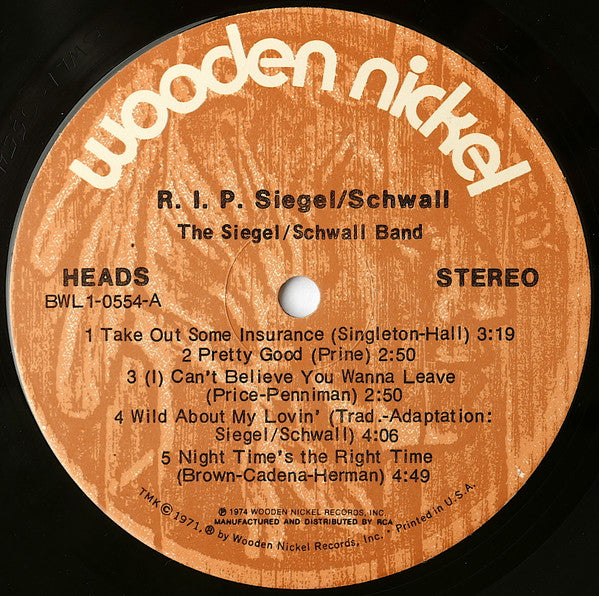 wooden nickel
R. I. P. Siegel/Schwall
The Siegel/Schwall Band
HEADS
STEREO
BWL 1-0554-A
1 Take Out Some Insurance (Singleton-Hall) 3:19
2 Pretty Good (Prine) 2:50
3 (I) Can't Believe You Wanna Leave
(Price-Penniman) 2:50
4 Wild About My Lovin' (Trad.-Adaptation:
Siegel/Schwall) 4:06
5 Night Time's the Right Time
(Brown-Cadena-Herman) 4:49
℗ 1974 WOODEN NICKEL RECORDS, INC.
MANUFACTURED AND DISTRIBUTED BY RCA
TMK © 1971, ® by Wooden Nickel Records, Inc. • Printed in U.S.A.